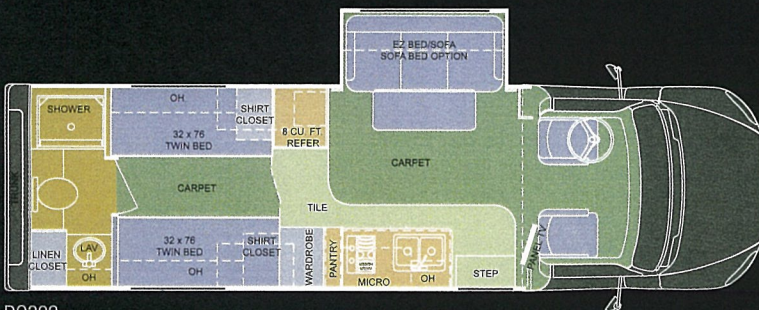 EZ BED/SOFA
SOFA BED OPTION
OH
SHOWER
SHIRT
CLOSET
8 CU. FT.
REFER
32 x 76
TWIN BED
CARPET
CARPET
TRUNK
TILE
32 x 76
TWIN BED
SHIRT
CLOSET
LAV
LINEN
CLOSET
OH
OH
WARDROBE
PANTRY
MICRO
OH
STEP
PANEL TV